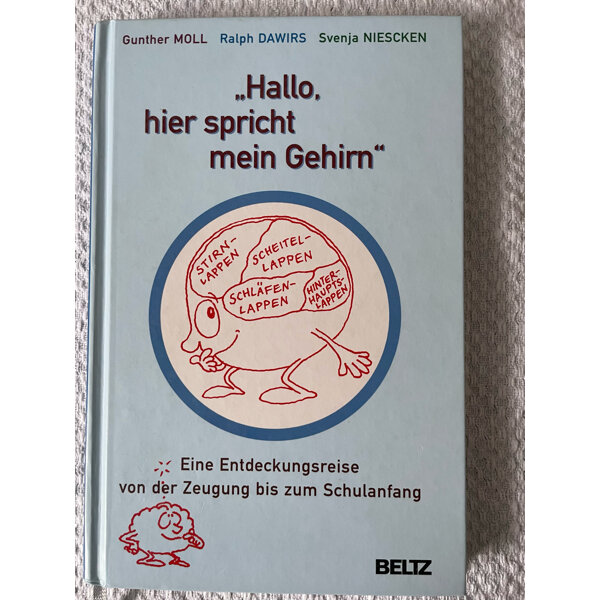 Gunther MOLL Ralph DAWIRS Svenja NIESCKEN
„Hallo,
hier spricht
mein Gehirn“
STIRN-
LAPPEN
SCHEITEL-
LAPPEN
SCHLÄFEN-
LAPPEN
HINTER-
HAUPTS-
LAPPEN
Eine Entdeckungsreise
von der Zeugung bis zum Schulanfang
BELTZ